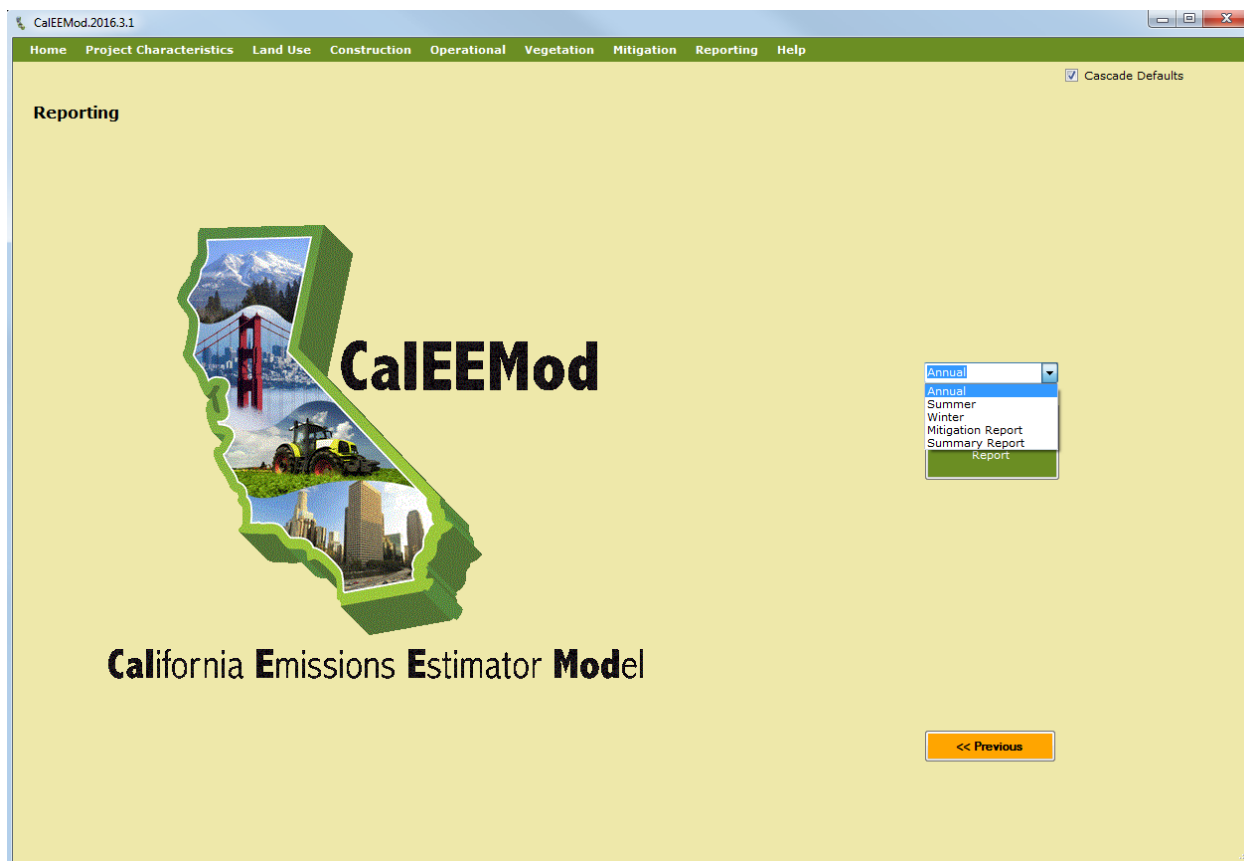 CalEEMod.2016.3.1
Home Project Characteristics Land Use Construction Operational Vegetation Mitigation Reporting Help
Cascade Defaults
Reporting
CalEEMod
Annual
Annual
Summer
Winter
Mitigation Report
Summary Report
Report
California Emissions Estimator Model
<< Previous